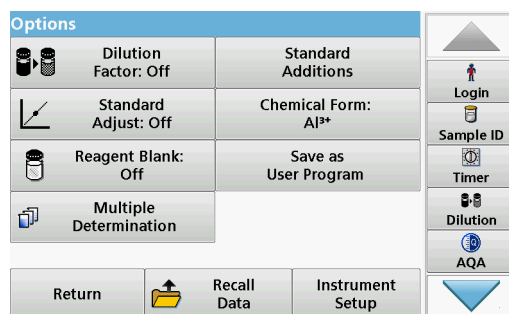 Options
Dilution
Factor: Off
Standard
Additions
Standard
Adjust: Off
Chemical Form:
Al³⁺
Reagent Blank:
Off
Save as
User Program
Multiple
Determination
Return
Recall
Data
Instrument
Setup
Login
Sample ID
Timer
Dilution
AQA